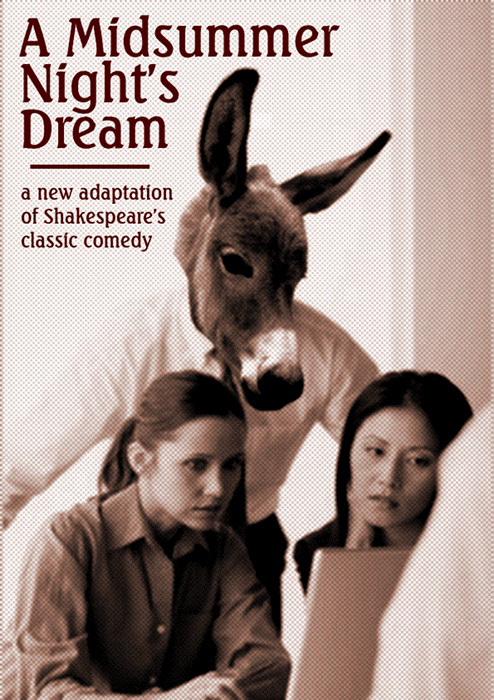 A Midsummer
Night's
Dream
a new adaptation
of Shakespeare's
classic comedy